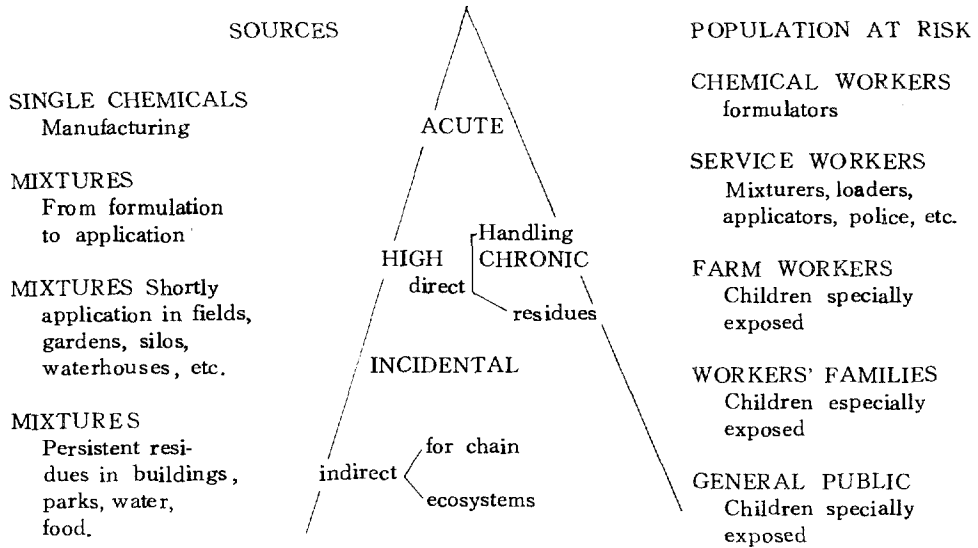 SOURCES
SINGLE CHEMICALS
Manufacturing
MIXTURES
From formulation
to application
MIXTURES Shortly
application in fields,
gardens, silos,
waterhouses, etc.
MIXTURES
Persistent resi-
dues in buildings,
parks, water,
food.
ACUTE
Handling
HIGH CHRONIC
direct
residues
INCIDENTAL
for chain
indirect
ecosystems
POPULATION AT RISK
CHEMICAL WORKERS
formulators
SERVICE WORKERS
Mixturers, loaders,
applicators, police, etc.
FARM WORKERS
Children specially
exposed
WORKERS' FAMILIES
Children especially
exposed
GENERAL PUBLIC
Children specially
exposed